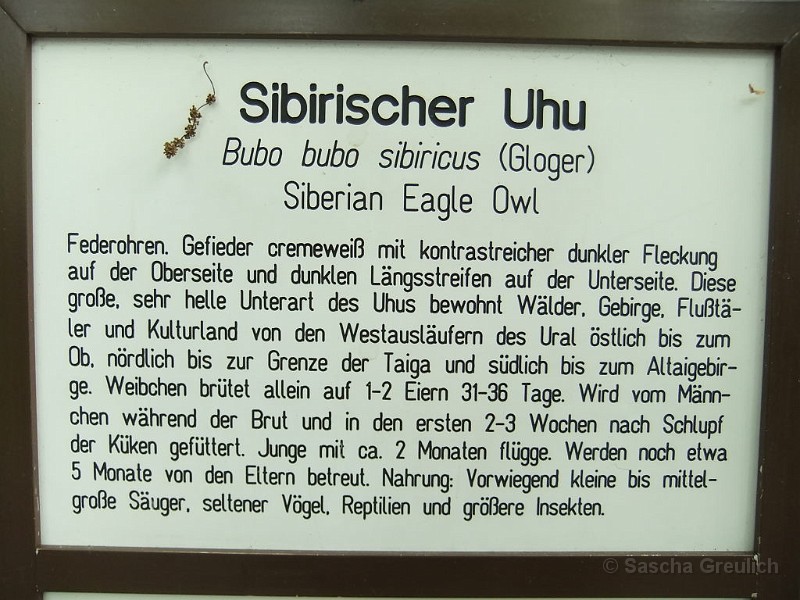 Sibirischer Uhu
Bubo bubo sibiricus (Gloger)
Siberian Eagle Owl
Federohren. Gefieder cremeweiß mit kontrastreicher dunkler Fleckung
auf der Oberseite und dunklen Längsstreifen auf der Unterseite. Diese
große, sehr helle Unterart des Uhus bewohnt Wälder, Gebirge, Flußtä-
ler und Kulturland von den Westausläufern des Ural östlich bis zum
Ob, nördlich bis zur Grenze der Taiga und südlich bis zum Altaigebir-
ge. Weibchen brütet allein auf 1-2 Eiern 31-36 Tage. Wird vom Männ-
chen während der Brut und in den ersten 2-3 Wochen nach Schlupf
der Küken gefüttert. Junge mit ca. 2 Monaten flügge. Werden noch etwa
5 Monate von den Eltern betreut. Nahrung: Vorwiegend kleine bis mittel-
große Säuger, seltener Vögel, Reptilien und größere Insekten.
© Sascha Greulich